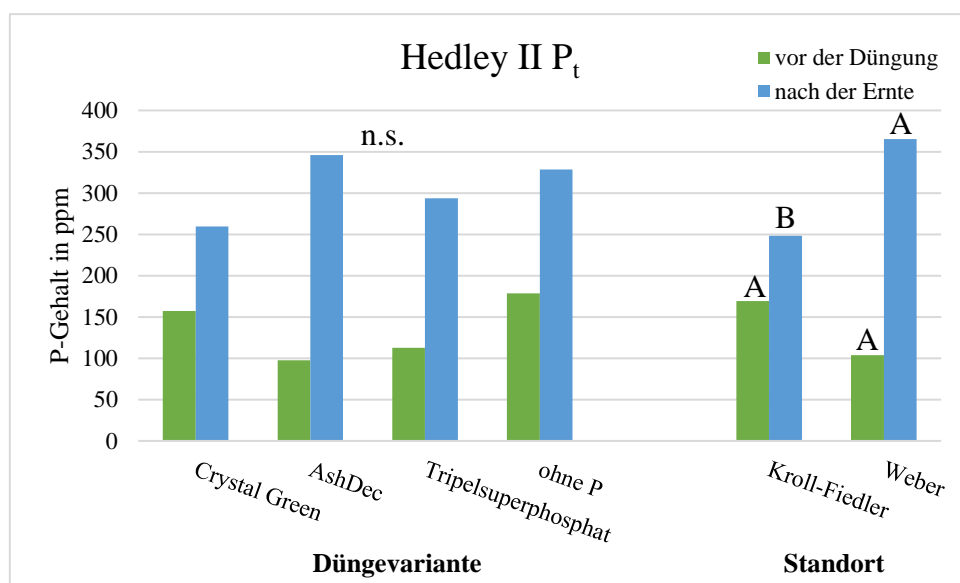 Hedley II Pt
vor der Düngung
nach der Ernte
P-Gehalt in ppm
400
350
300
250
200
150
100
50
0
n.s.
A
B
A
A
Crystal Green
AshDec
Tripelsuperphosphat
ohne P
Kroll-Fiedler
Weber
Düngevariante
Standort